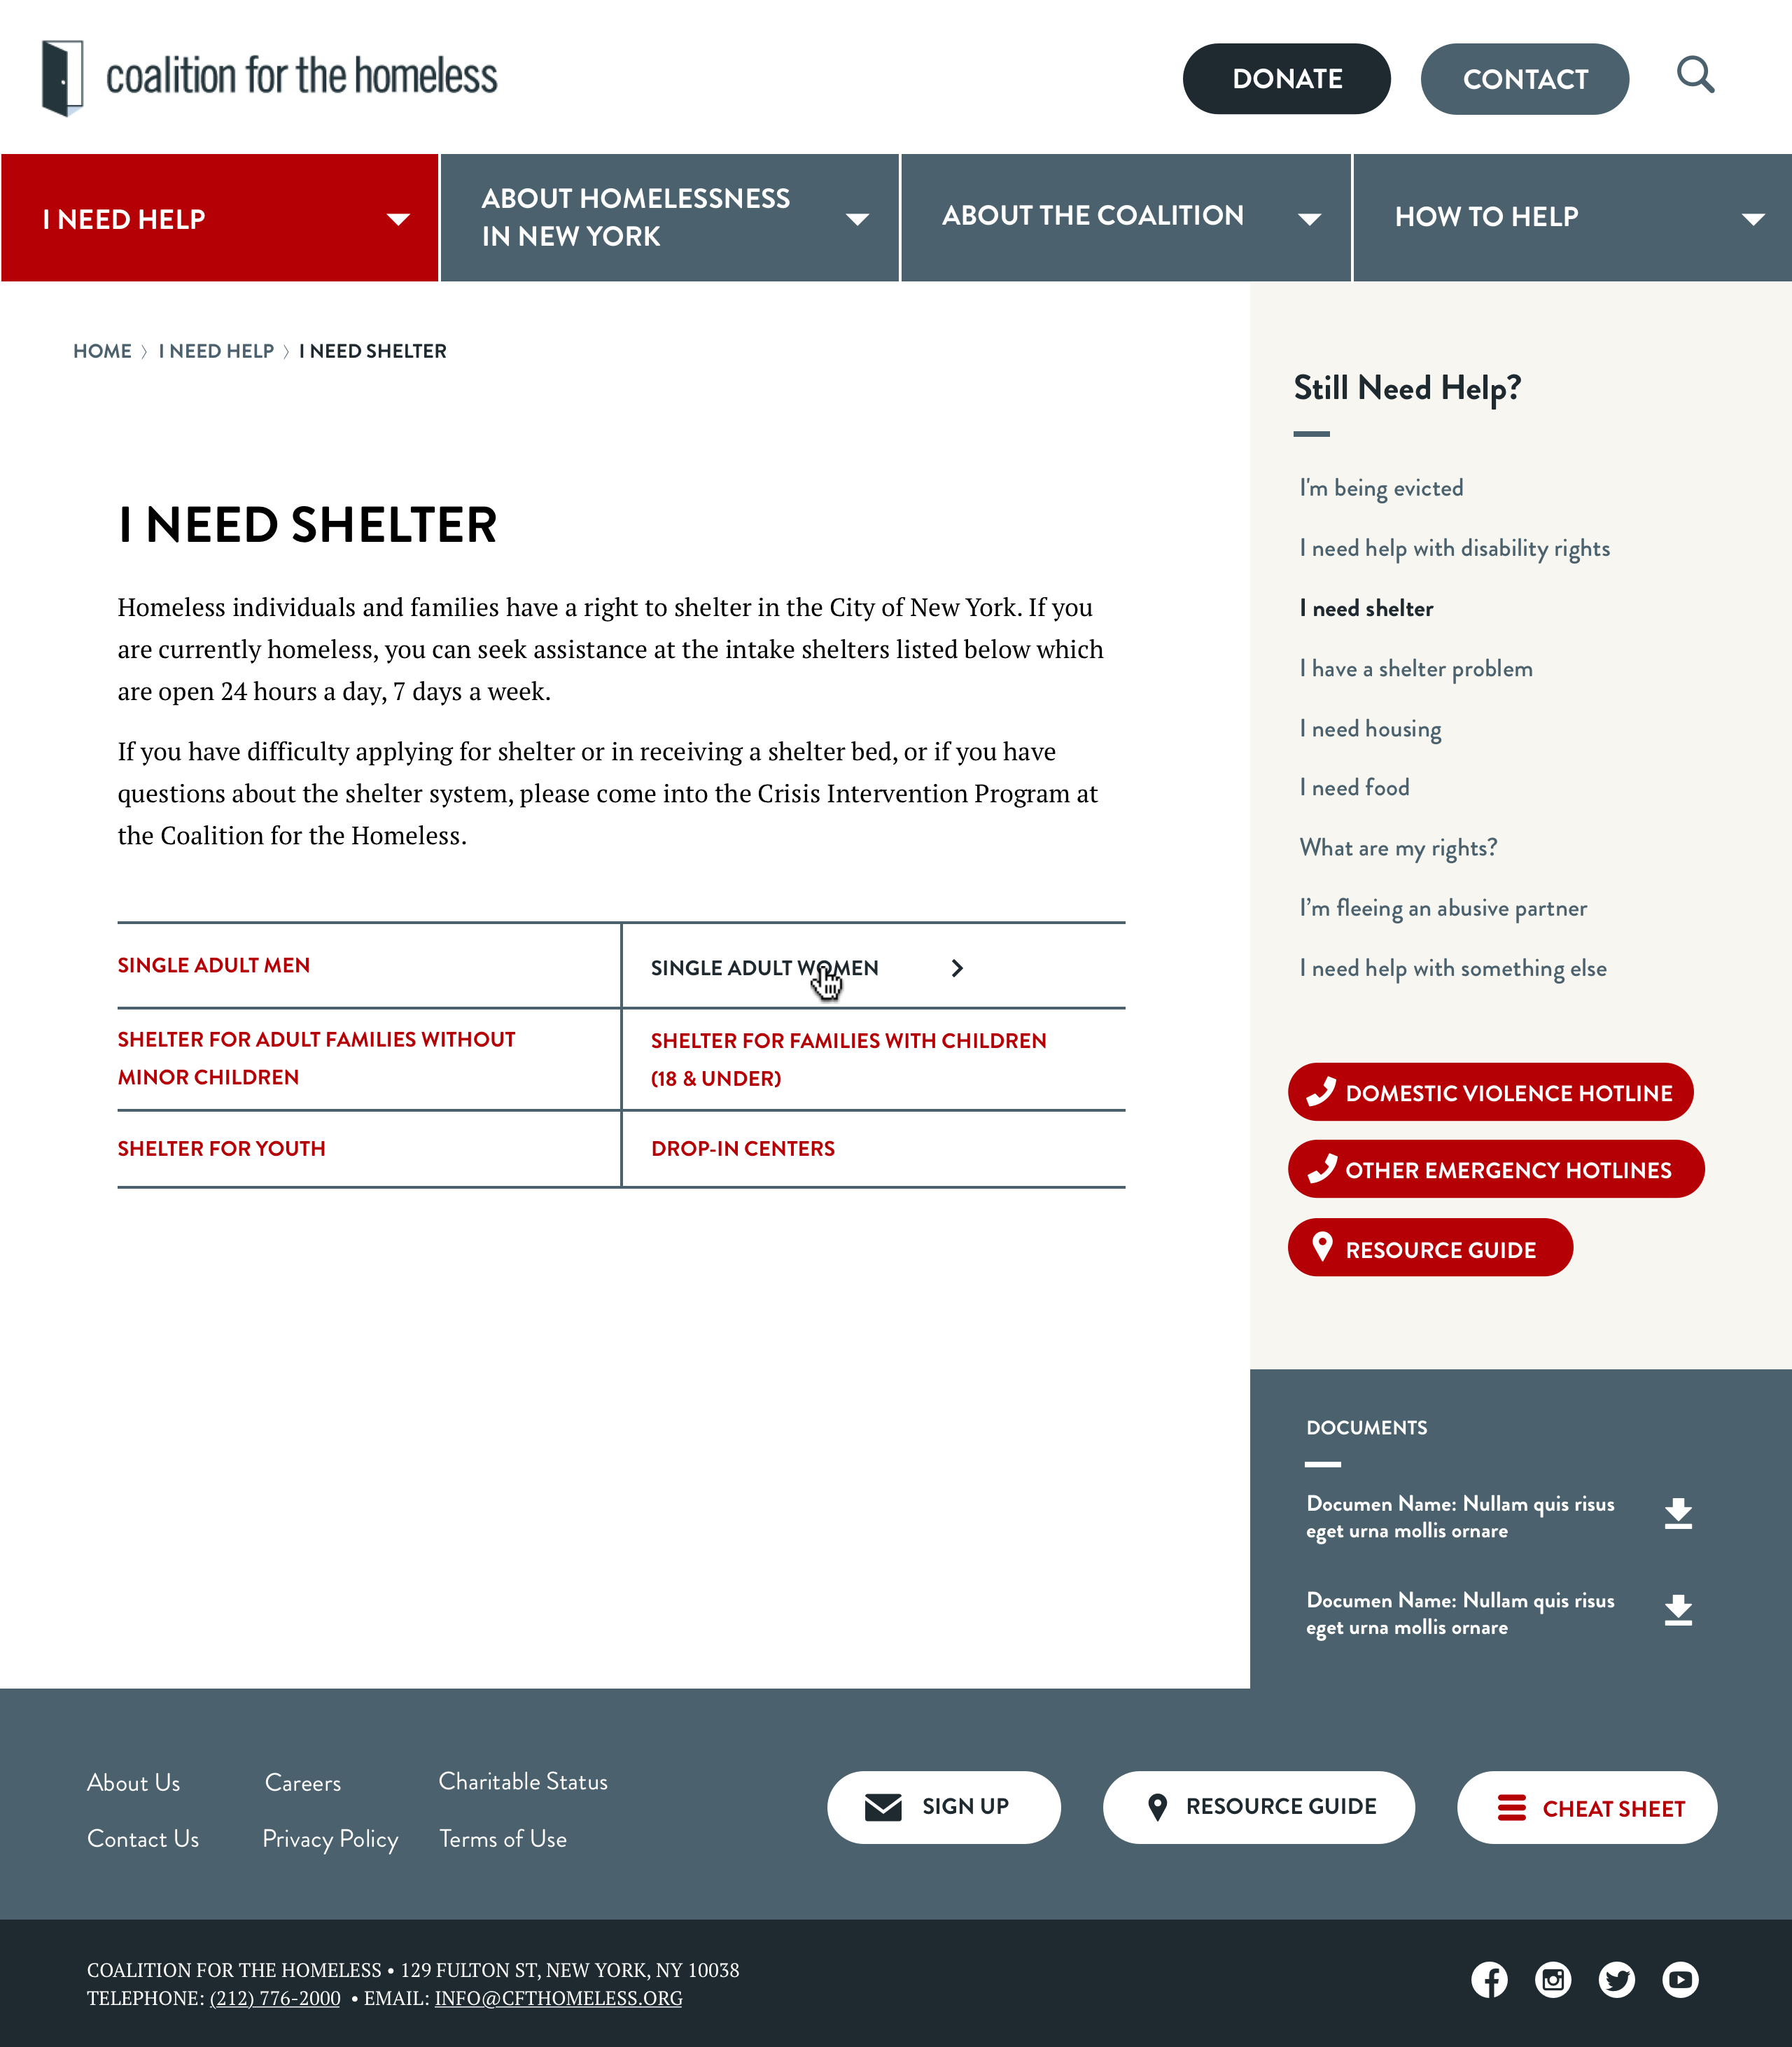 coalition for the homeless
DONATE
CONTACT
I NEED HELP
ABOUT HOMELESSNESS
IN NEW YORK
ABOUT THE COALITION
HOW TO HELP
HOME 〉 I NEED HELP 〉 I NEED SHELTER
I NEED SHELTER
Homeless individuals and families have a right to shelter in the City of New York. If you
are currently homeless, you can seek assistance at the intake shelters listed below which
are open 24 hours a day, 7 days a week.
If you have difficulty applying for shelter or in receiving a shelter bed, or if you have
questions about the shelter system, please come into the Crisis Intervention Program at
the Coalition for the Homeless.
SINGLE ADULT MEN
SINGLE ADULT WOMEN
SHELTER FOR ADULT FAMILIES WITHOUT
MINOR CHILDREN
SHELTER FOR FAMILIES WITH CHILDREN
(18 & UNDER)
SHELTER FOR YOUTH
DROP-IN CENTERS
Still Need Help?
I'm being evicted
I need help with disability rights
I need shelter
I have a shelter problem
I need housing
I need food
What are my rights?
I’m fleeing an abusive partner
I need help with something else
DOMESTIC VIOLENCE HOTLINE
OTHER EMERGENCY HOTLINES
RESOURCE GUIDE
DOCUMENTS
Documen Name: Nullam quis risus
eget urna mollis ornare
Documen Name: Nullam quis risus
eget urna mollis ornare
About Us
Careers
Charitable Status
Contact Us
Privacy Policy
Terms of Use
SIGN UP
RESOURCE GUIDE
CHEAT SHEET
COALITION FOR THE HOMELESS • 129 FULTON ST, NEW YORK, NY 10038
TELEPHONE: (212) 776-2000 • EMAIL: INFO@CFTHOMELESS.ORG